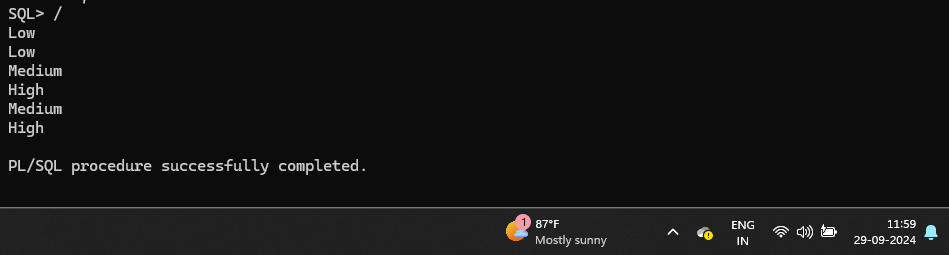 SQL> /
Low
Low
Medium
High
Medium
High
PL/SQL procedure successfully completed.
1
87°F
Mostly sunny
ENG
IN
11:59
29-09-2024